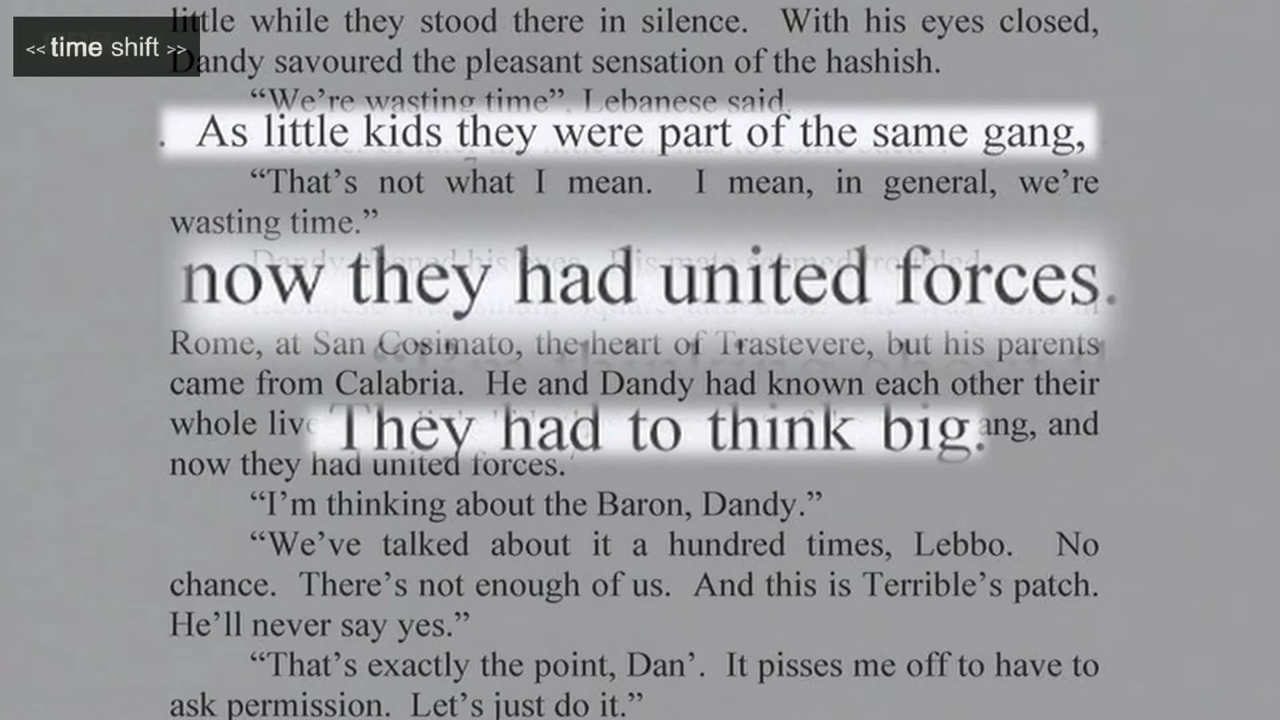 little while they stood there in silence. With his eyes closed,
<< time shift >>
Dandy savoured the pleasant sensation of the hashish.
“We’re wasting time”, Lebanese said.
. As little kids they were part of the same gang,
“That’s not what I mean. I mean, in general, we’re
wasting time.”
now they had united forces.
Rome, at San Cosimato, the heart of Trastevere, but his parents
came from Calabria. He and Dandy had known each other their
whole liv
They had to think big.
ang, and
now they had united forces.
“I’m thinking about the Baron, Dandy.”
“We’ve talked about it a hundred times, Lebbo. No
chance. There’s not enough of us. And this is Terrible’s patch.
He’ll never say yes.”
“That’s exactly the point, Dan’. It pisses me off to have to
ask permission. Let’s just do it.”